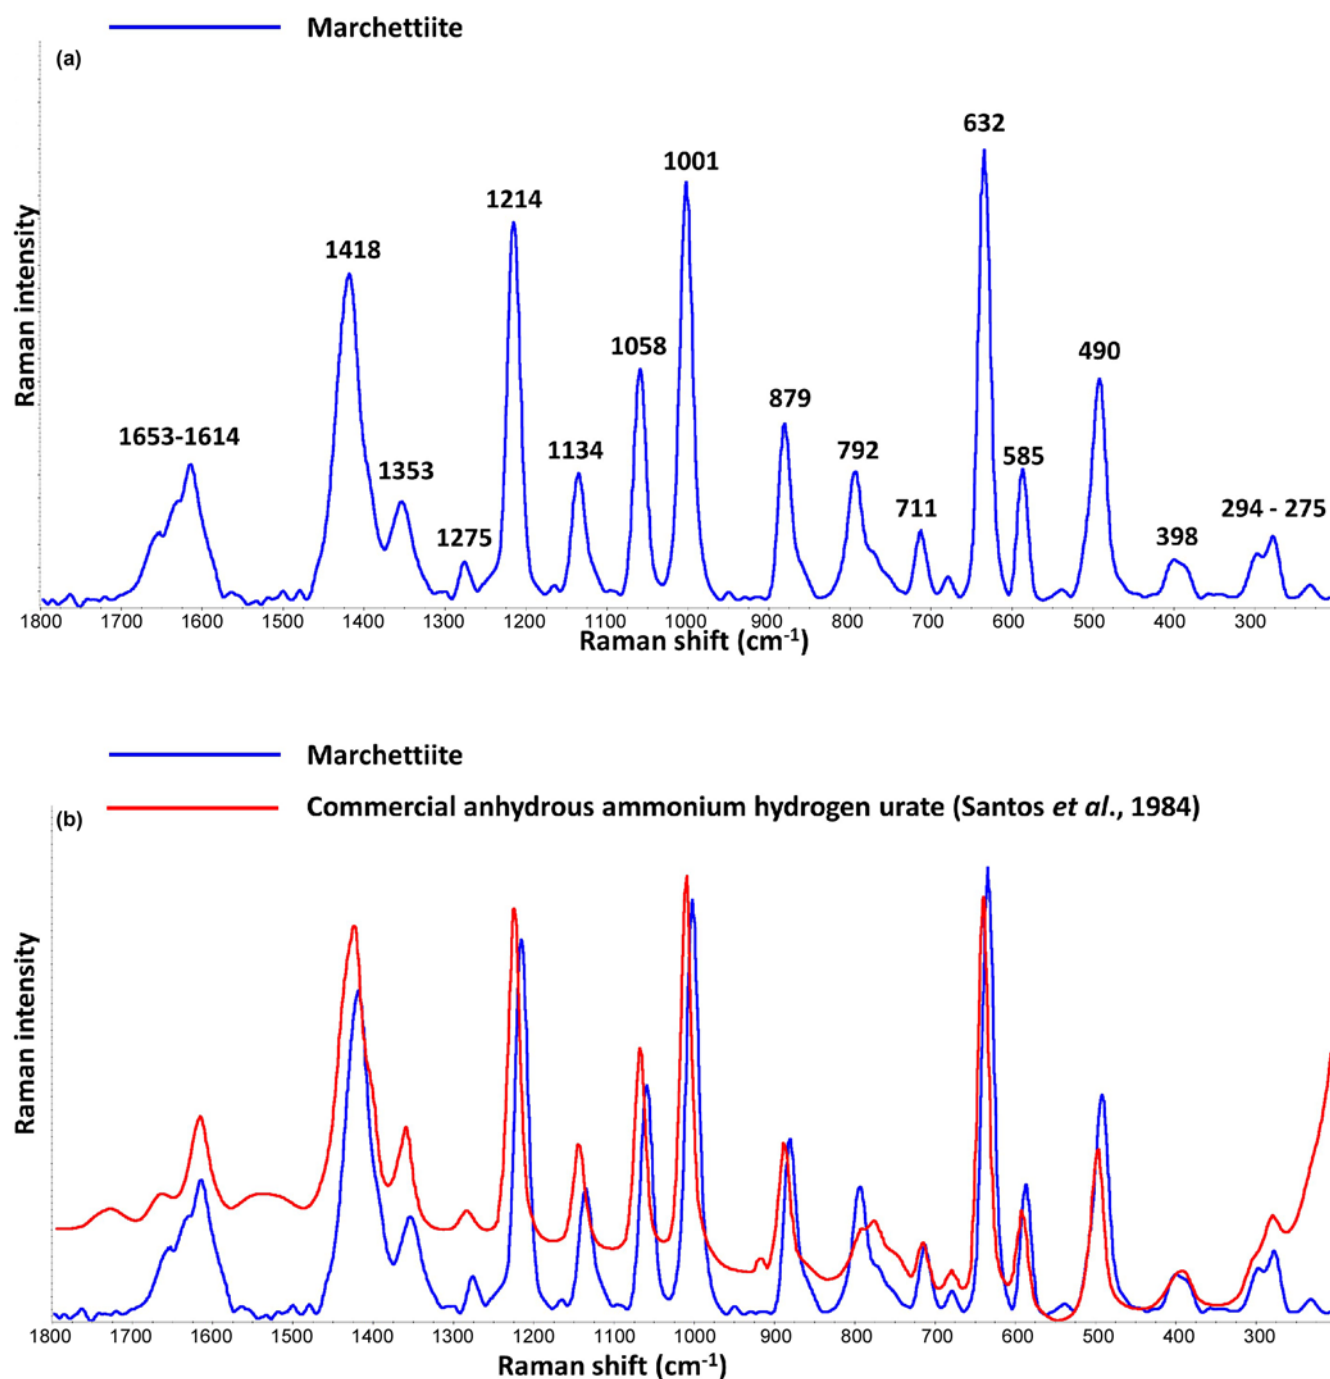 Marchettiite
(a)
632
1001
1214
1418
1058
490
879
1653-1614
1353
1134
792
585
711
294 - 275
1275
398
Raman intensity
1800 1700 1600 1500 1400 1300 1200 1100 1000 900 800 700 600 500 400 300
Raman shift (cm-1)
Marchettiite
Commercial anhydrous ammonium hydrogen urate (Santos et al., 1984)
(b)
Raman intensity
1800 1700 1600 1500 1400 1300 1200 1100 1000 900 800 700 600 500 400 300
Raman shift (cm-1)